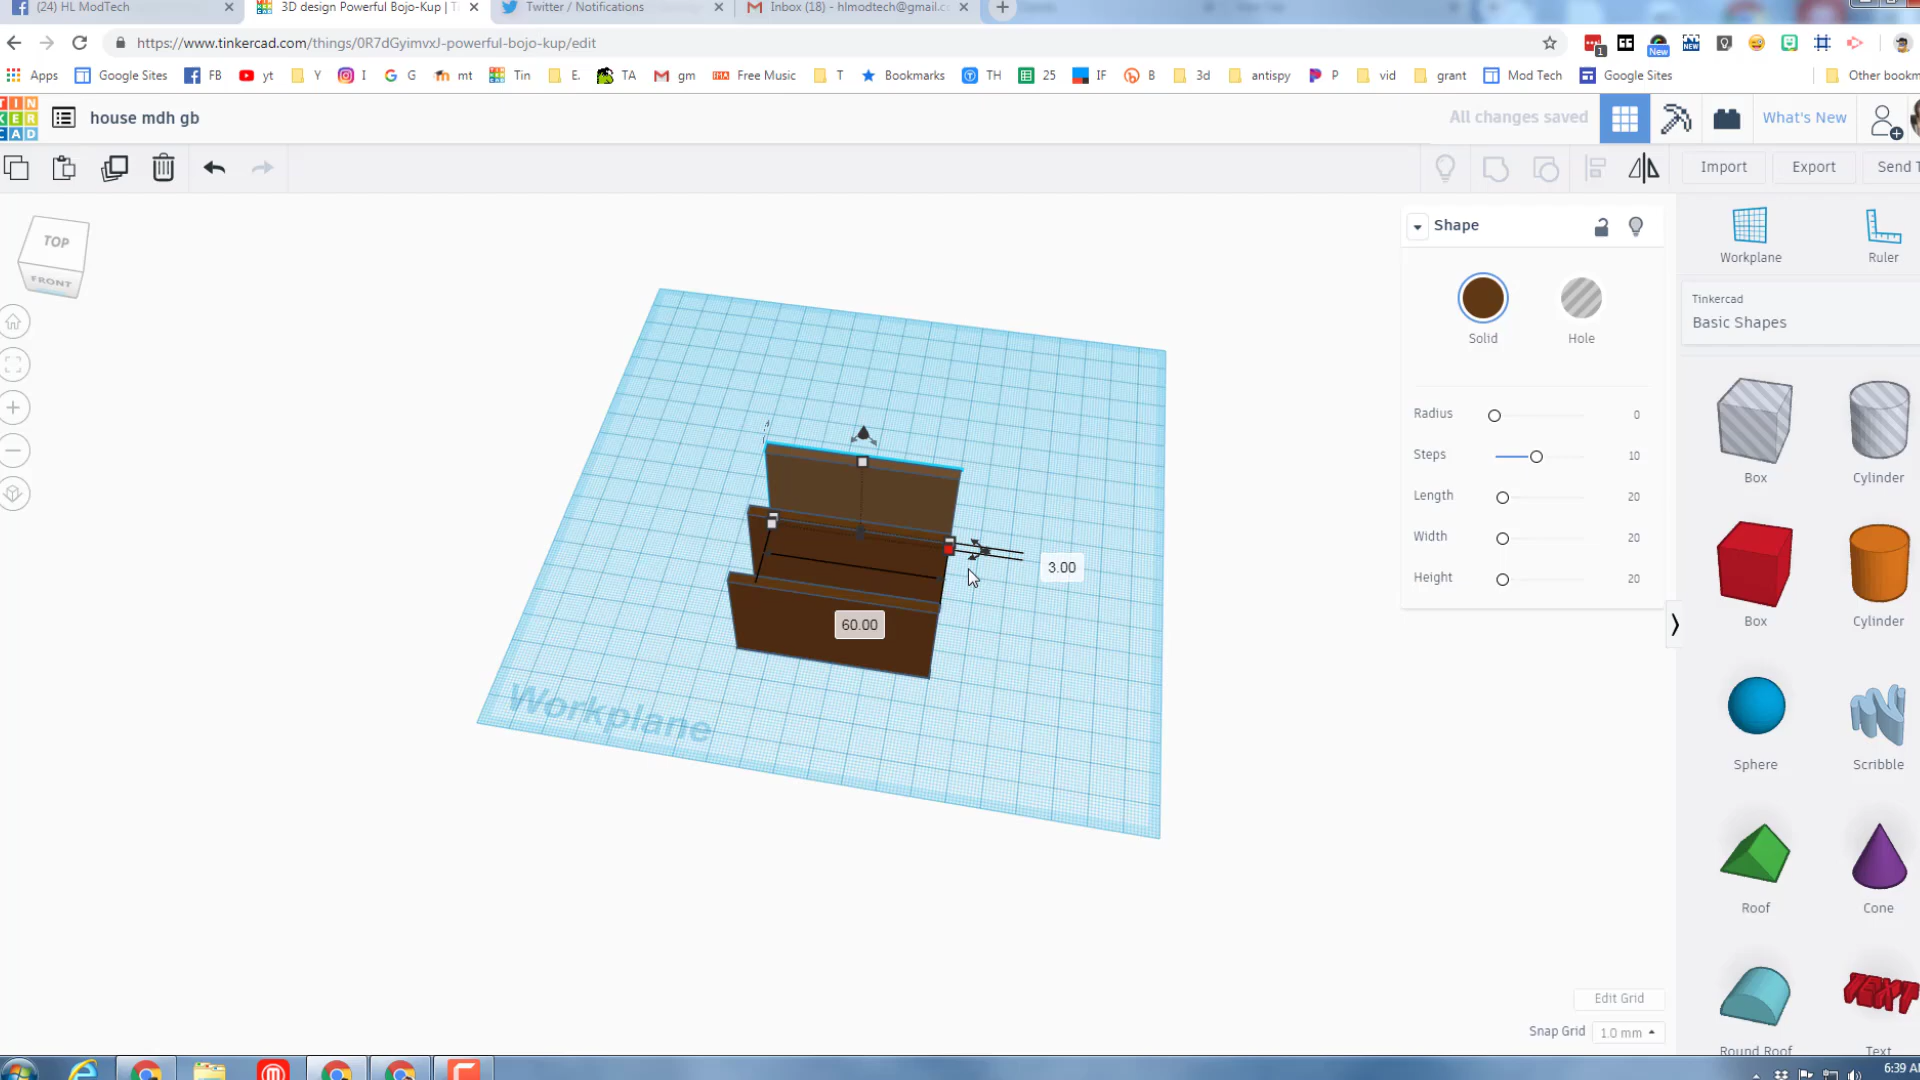 (24) HL ModTech
3D design Powerful Bojo-Kup | Ti
Twitter / Notifications
Inbox (18) - hlmodtech@gmail.c
https://www.tinkercad.com/things/0R7dGyimvxJ-powerful-bojo-kup/edit
1
New
NEW
Apps
Google Sites
FB
yt
Y
I
G
mt
Tin
E.
TA
gm
Free Music
T
Bookmarks
TH
25
IF
B
3d
antispy
P
vid
grant
Mod Tech
Google Sites
Other bookm
TIN
KER
CAD
house mdh gb
All changes saved
What's New
Import
Export
Send T
TOP
FRONT
Shape
Solid
Hole
Radius
0
Steps
10
Length
20
Width
20
Height
20
Workplane
Ruler
Tinkercad
Basic Shapes
Box
Cylinder
Box
Cylinder
Sphere
Scribble
Roof
Cone
TEXT
Round Roof
Text
3.00
60.00
Workplane
Edit Grid
Snap Grid
1.0 mm
6:39 A